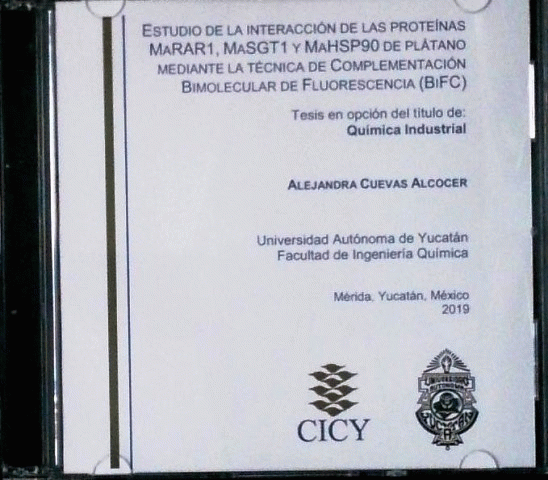 ESTUDIO DE LA INTERACCIÓN DE LAS PROTEÍNAS
MARAR1, MASGT1 Y MAHSP90 DE PLÁTANO
MEDIANTE LA TÉCNICA DE COMPLEMENTACIÓN
BIMOLECULAR DE FLUORESCENCIA (BIFC)
Tesis en opción del título de:
Química Industrial
ALEJANDRA CUEVAS ALCOCER
Universidad Autónoma de Yucatán
Facultad de Ingeniería Química
Mérida, Yucatán, México
2019
CICY
UNIVERSIDAD
AUTÓNOMA